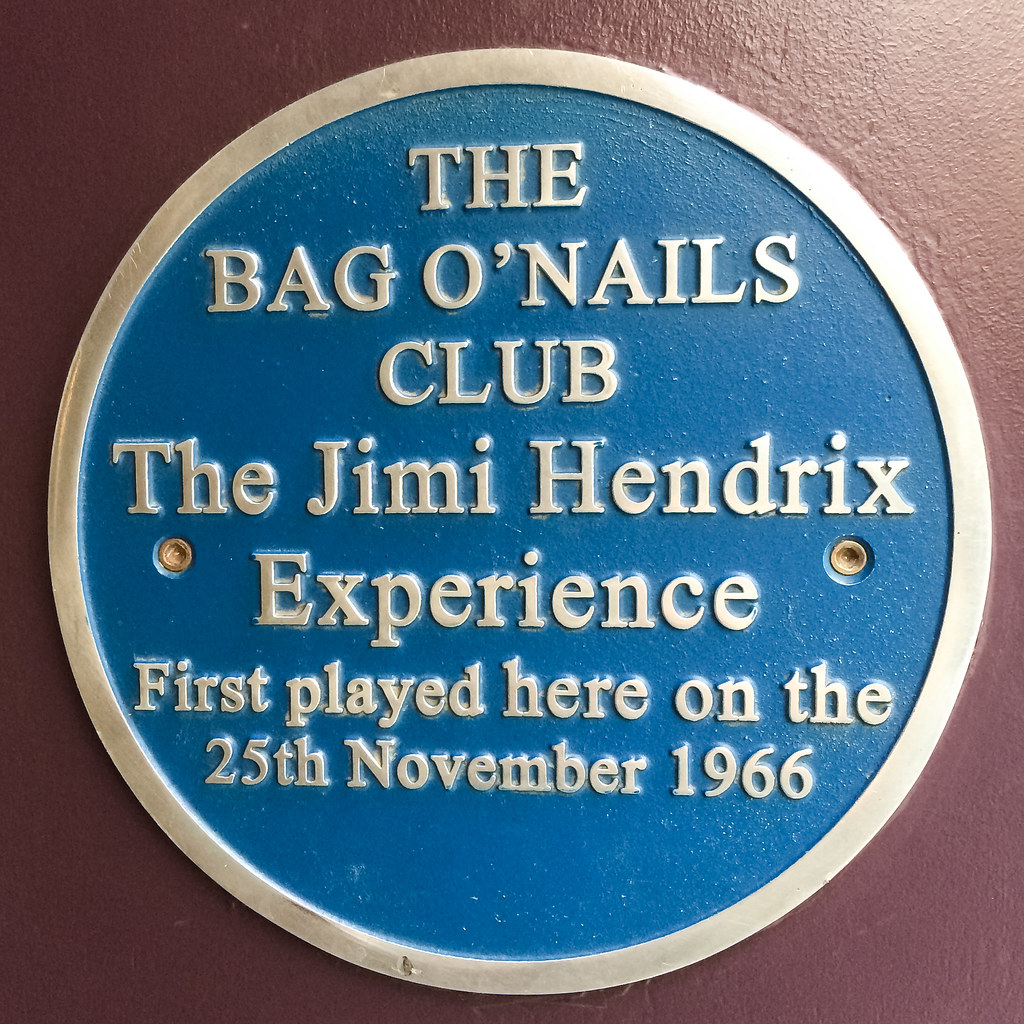 THE
BAG O’NAILS
CLUB
The Jimi Hendrix
Experience
First played here on the
25th November 1966